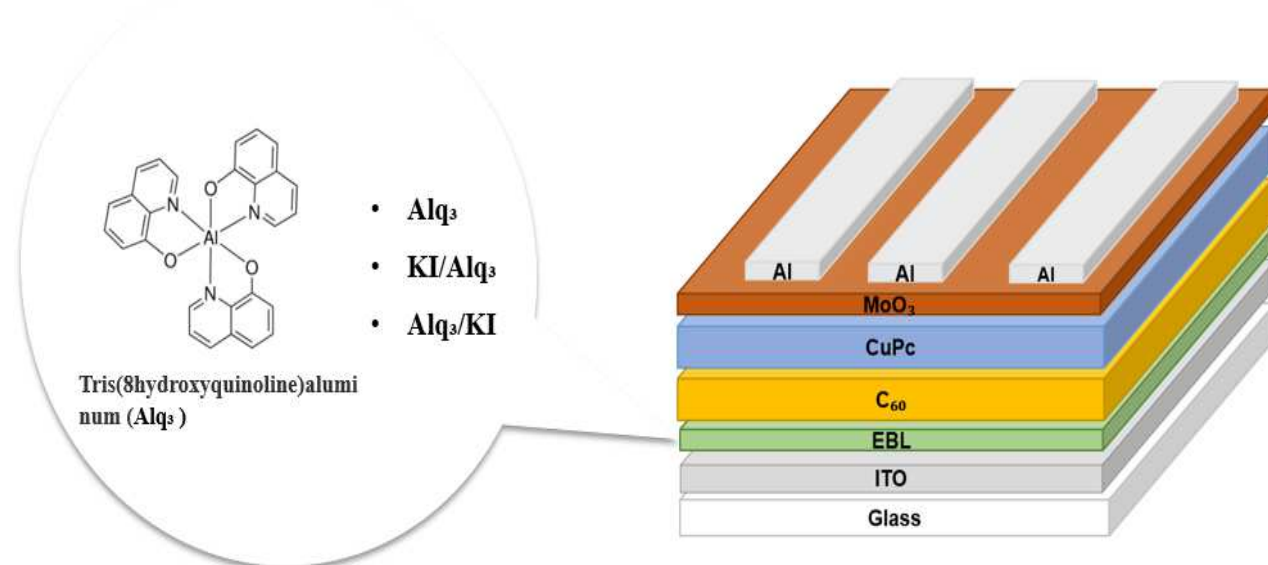 O
N
N
Al
O
O
N
• Alq₃
• KI/Alq₃
• Alq₃/KI
Tris(8hydroxyquinoline)alumi
num (Alq₃ )
Al Al Al
MoO₃
CuPc
C₆₀
EBL
ITO
Glass